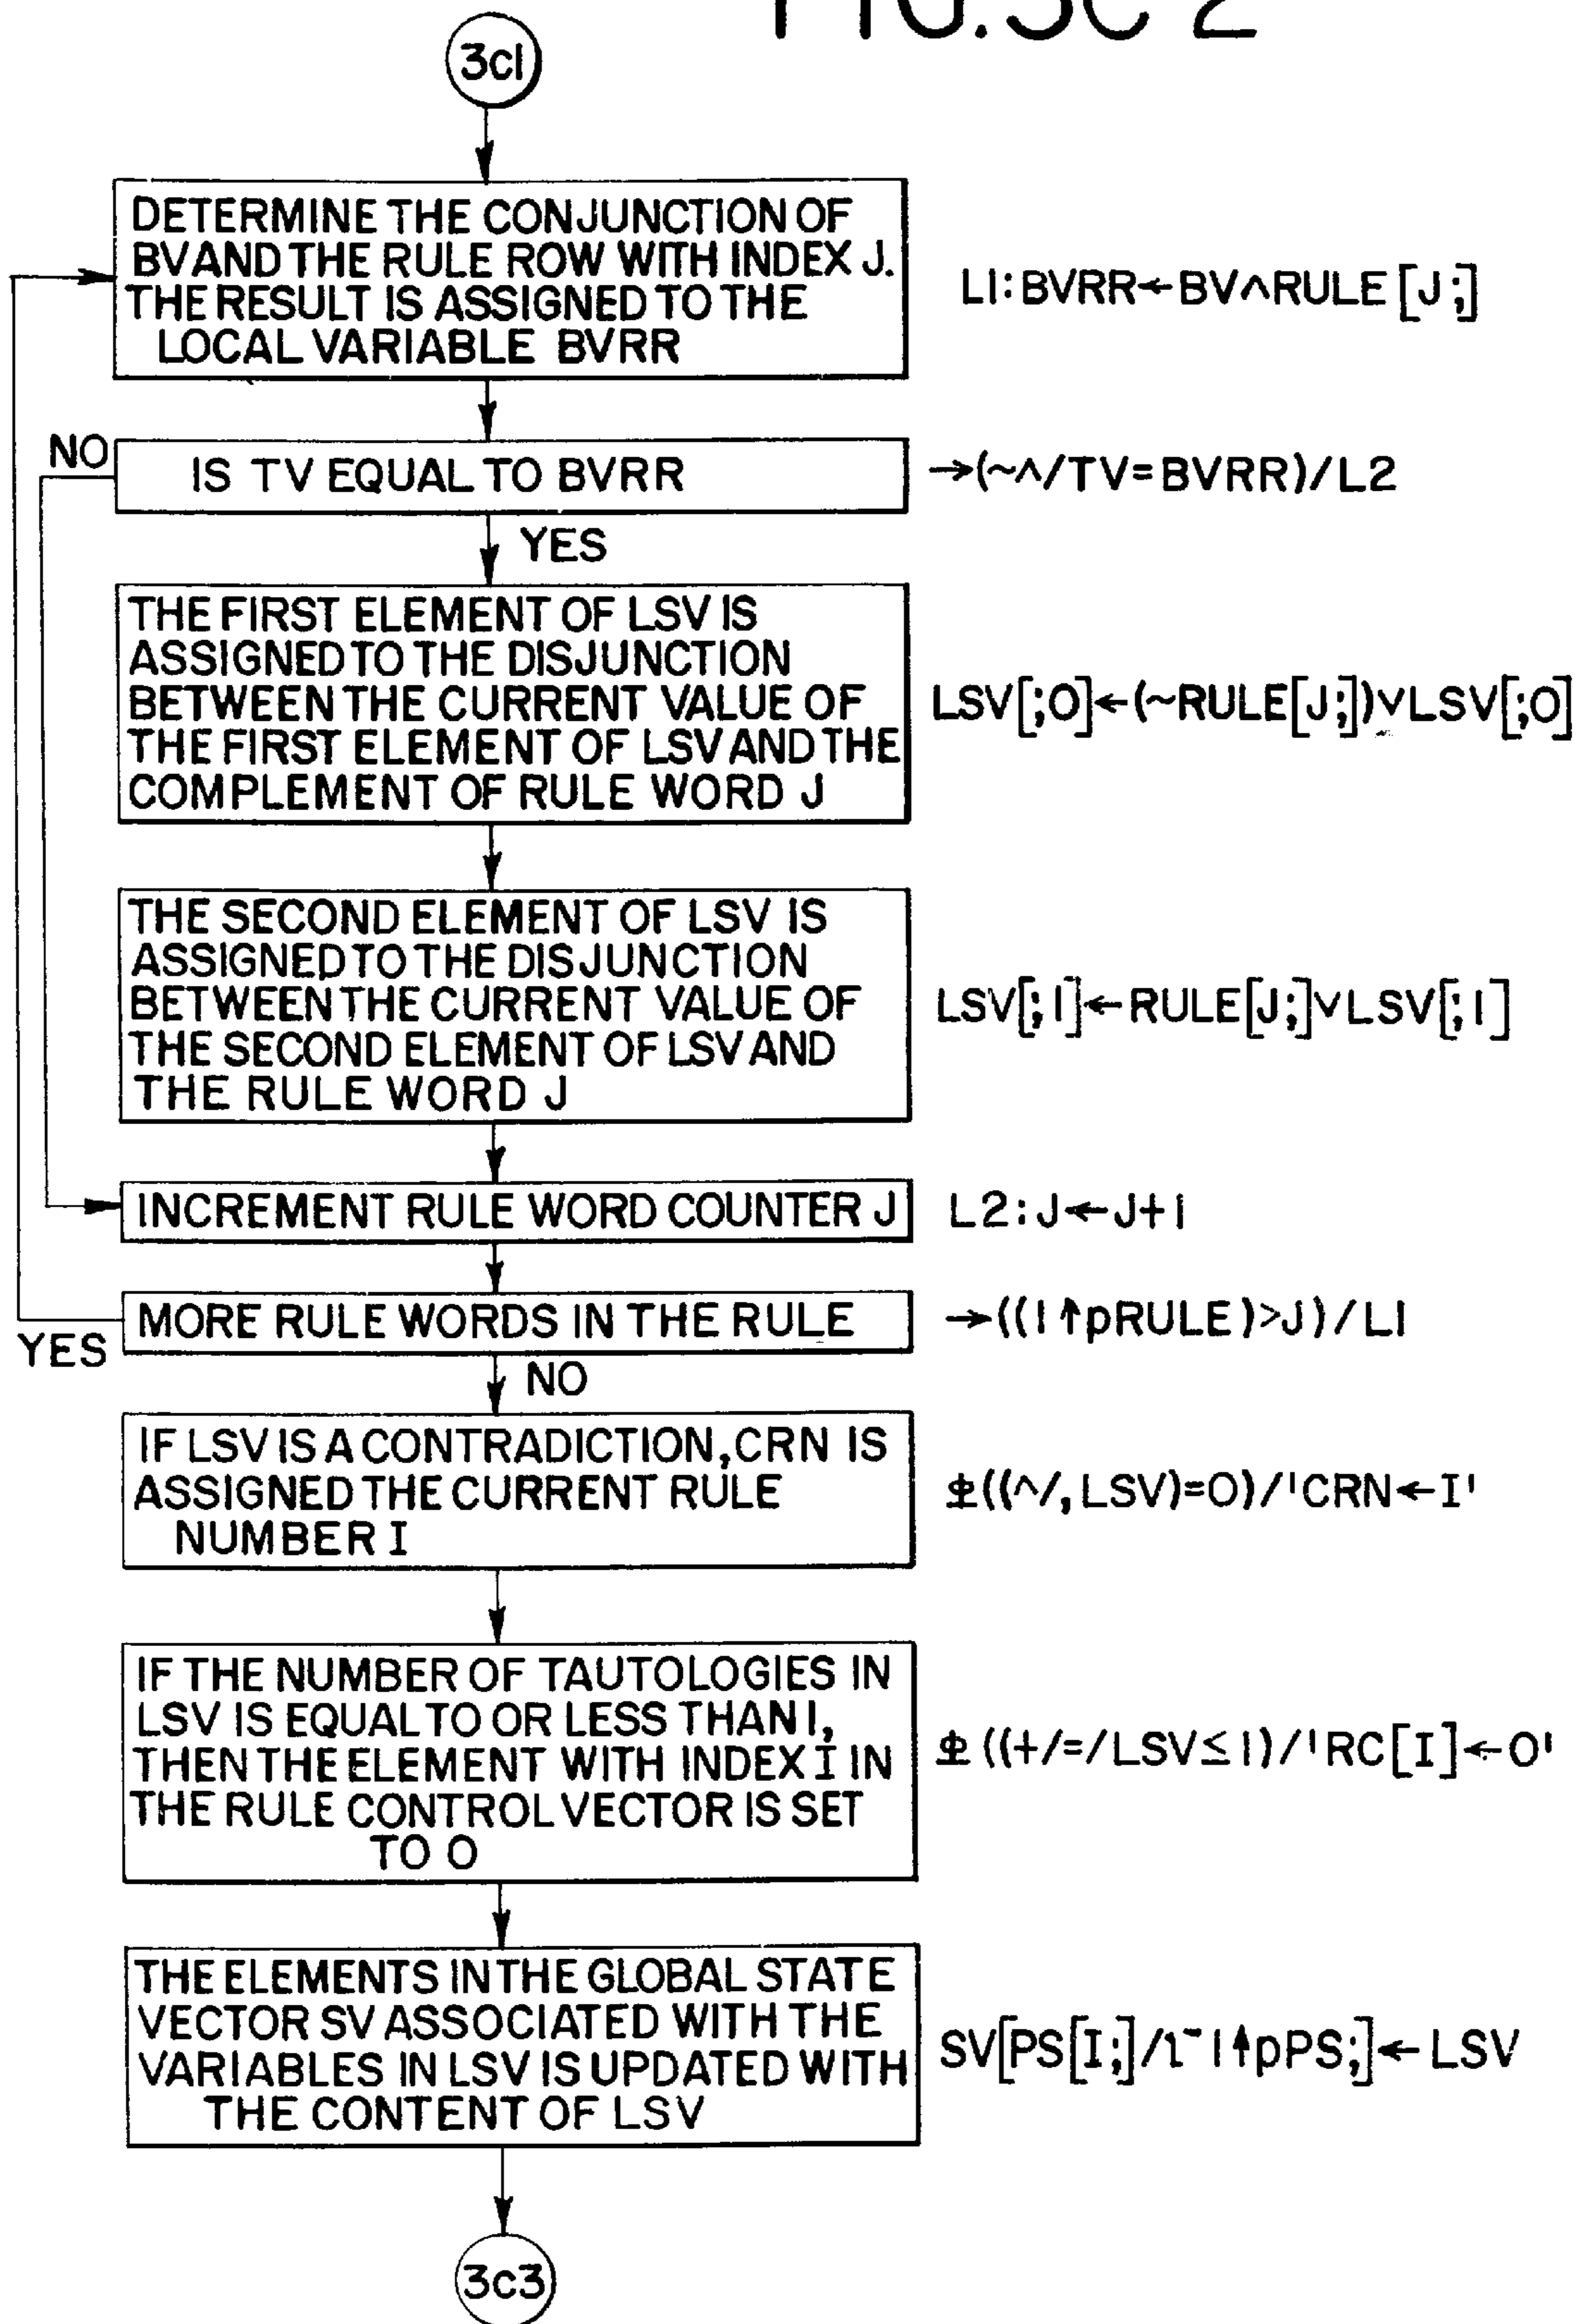 FIG. 3C 2
3c1
DETERMINE THE CONJUNCTION OF
BV AND THE RULE ROW WITH INDEX J.
THE RESULT IS ASSIGNED TO THE
LOCAL VARIABLE BVRR
L1:BVRR←BV∧RULE[J;]
NO
IS TV EQUAL TO BVRR
→(~∧/TV=BVRR)/L2
YES
THE FIRST ELEMENT OF LSV IS
ASSIGNED TO THE DISJUNCTION
BETWEEN THE CURRENT VALUE OF
THE FIRST ELEMENT OF LSV AND THE
COMPLEMENT OF RULE WORD J
LSV[;0]←(~RULE[J;])∨LSV[;0]
THE SECOND ELEMENT OF LSV IS
ASSIGNED TO THE DISJUNCTION
BETWEEN THE CURRENT VALUE OF
THE SECOND ELEMENT OF LSV AND
THE RULE WORD J
LSV[;1]←RULE[J;]∨LSV[;1]
INCREMENT RULE WORD COUNTER J
L2:J←J+1
MORE RULE WORDS IN THE RULE
→((1↑ρRULE)>J)/L1
YES
NO
IF LSV IS A CONTRADICTION, CRN IS
ASSIGNED THE CURRENT RULE
NUMBER I
⍎((∧/,LSV)=0)/'CRN←I'
IF THE NUMBER OF TAUTOLOGIES IN
LSV IS EQUAL TO OR LESS THAN 1,
THEN THE ELEMENT WITH INDEX I IN
THE RULE CONTROL VECTOR IS SET
TO 0
⍎((+/=/LSV≤1)/'RC[I]←0'
THE ELEMENTS IN THE GLOBAL STATE
VECTOR SV ASSOCIATED WITH THE
VARIABLES IN LSV IS UPDATED WITH
THE CONTENT OF LSV
SV[PS[I;]/⍳¯1↑ρPS;]←LSV
3c3